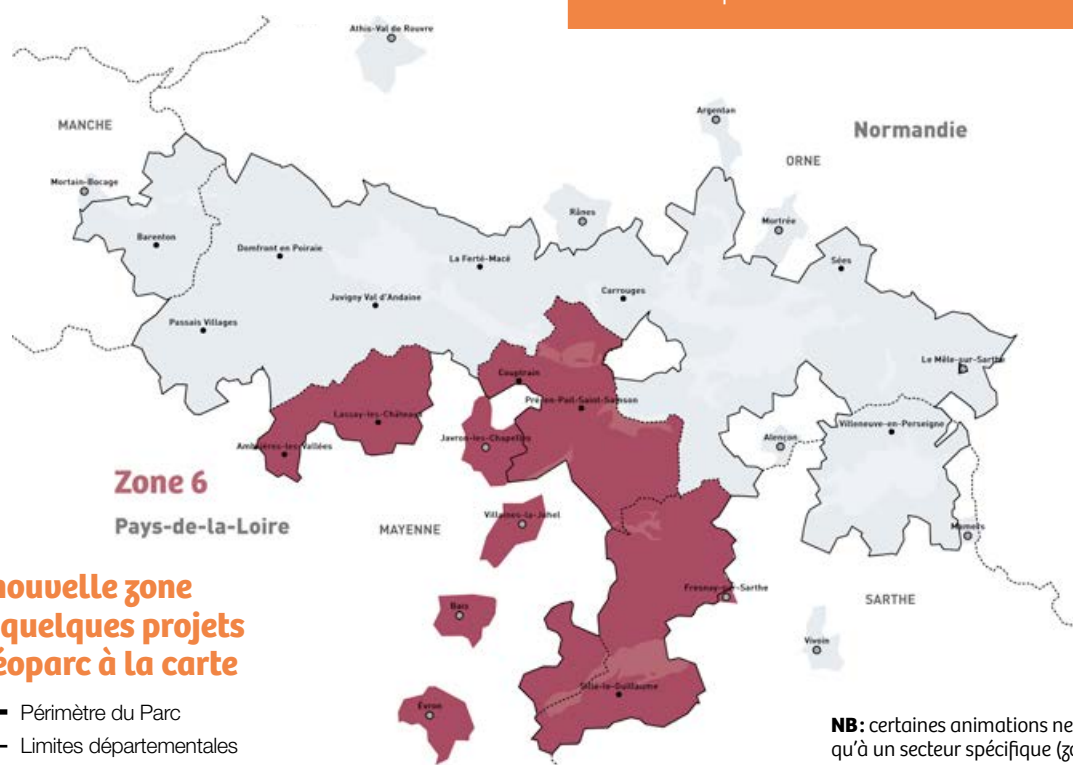 Athis-Val de Rouvre
MANCHE
Argentan
Normandie
ORNE
Mortain-Bocage
Rânes
Mortrée
Barenton
Domfront en Poiraie
La Ferté-Macé
Sées
Juvigny Val d'Andaine
Carrouges
Passais Villages
Le Mêle-sur-Sarthe
Couptrain
Pré-en-Pail-Saint-Samson
Lassay-les-Châteaux
Villeneuve-en-Perseigne
Javron-les-Chapelles
Alençon
Ambrières-les-Vallées
Zone 6
Pays-de-la-Loire
MAYENNE
Villaines-la-Juhel
Mamers
nouvelle zone
quelques projets
éoparc à la carte
Fresnay-sur-Sarthe
SARTHE
Bais
Vivoin
Sillé-le-Guillaume
Évron
Périmètre du Parc
Limites départementales
NB : certaines animations ne
qu'à un secteur spécifique (zo